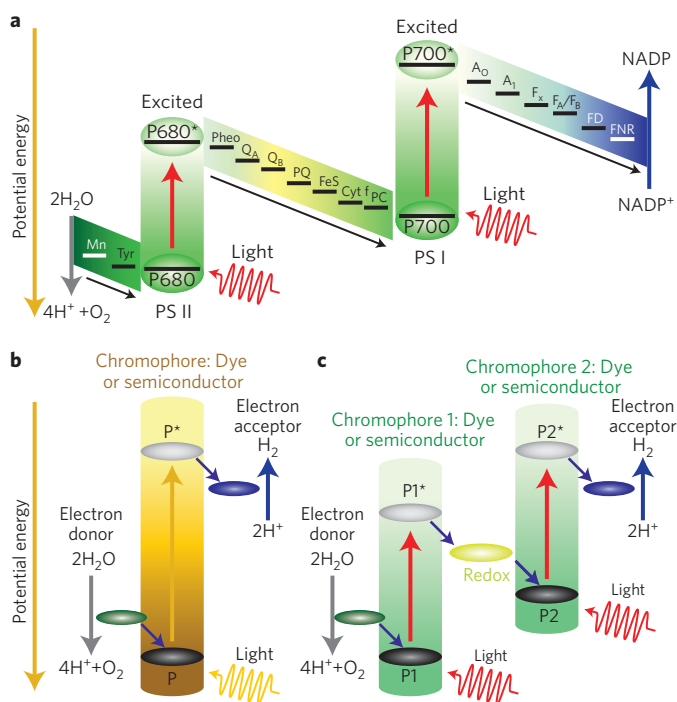 a
Potential energy
Excited
P700*
Excited
P680*
Pheo
QA
QB
PQ
FeS
Cyt f
PC
AO
A1
Fx
FA/FB
FD
FNR
NADP
NADP+
2H2O
Mn
Tyr
4H+ +O2
P680
PS II
Light
P700
PS I
Light
b
Potential energy
Chromophore: Dye
or semiconductor
P*
Electron
acceptor
H2
2H+
Electron
donor
2H2O
4H++O2
P
Light
c
Chromophore 1: Dye
or semiconductor
Chromophore 2: Dye
or semiconductor
P1*
P2*
Electron
acceptor
H2
2H+
Electron
donor
2H2O
4H++O2
Redox
P1
Light
P2
Light